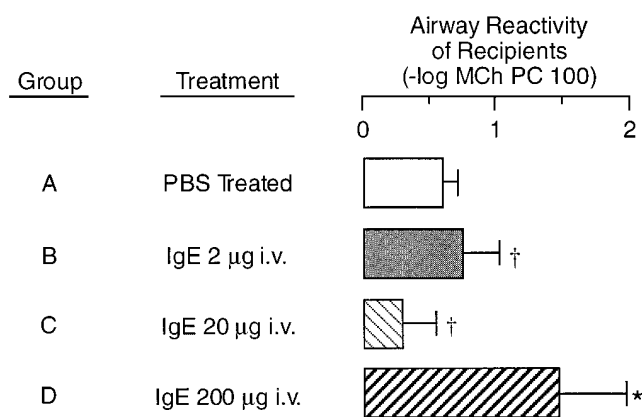 Airway Reactivity
of Recipients
(-log MCh PC 100)
Group Treatment
0 1 2
A PBS Treated
B IgE 2 µg i.v. †
C IgE 20 µg i.v. †
D IgE 200 µg i.v. *